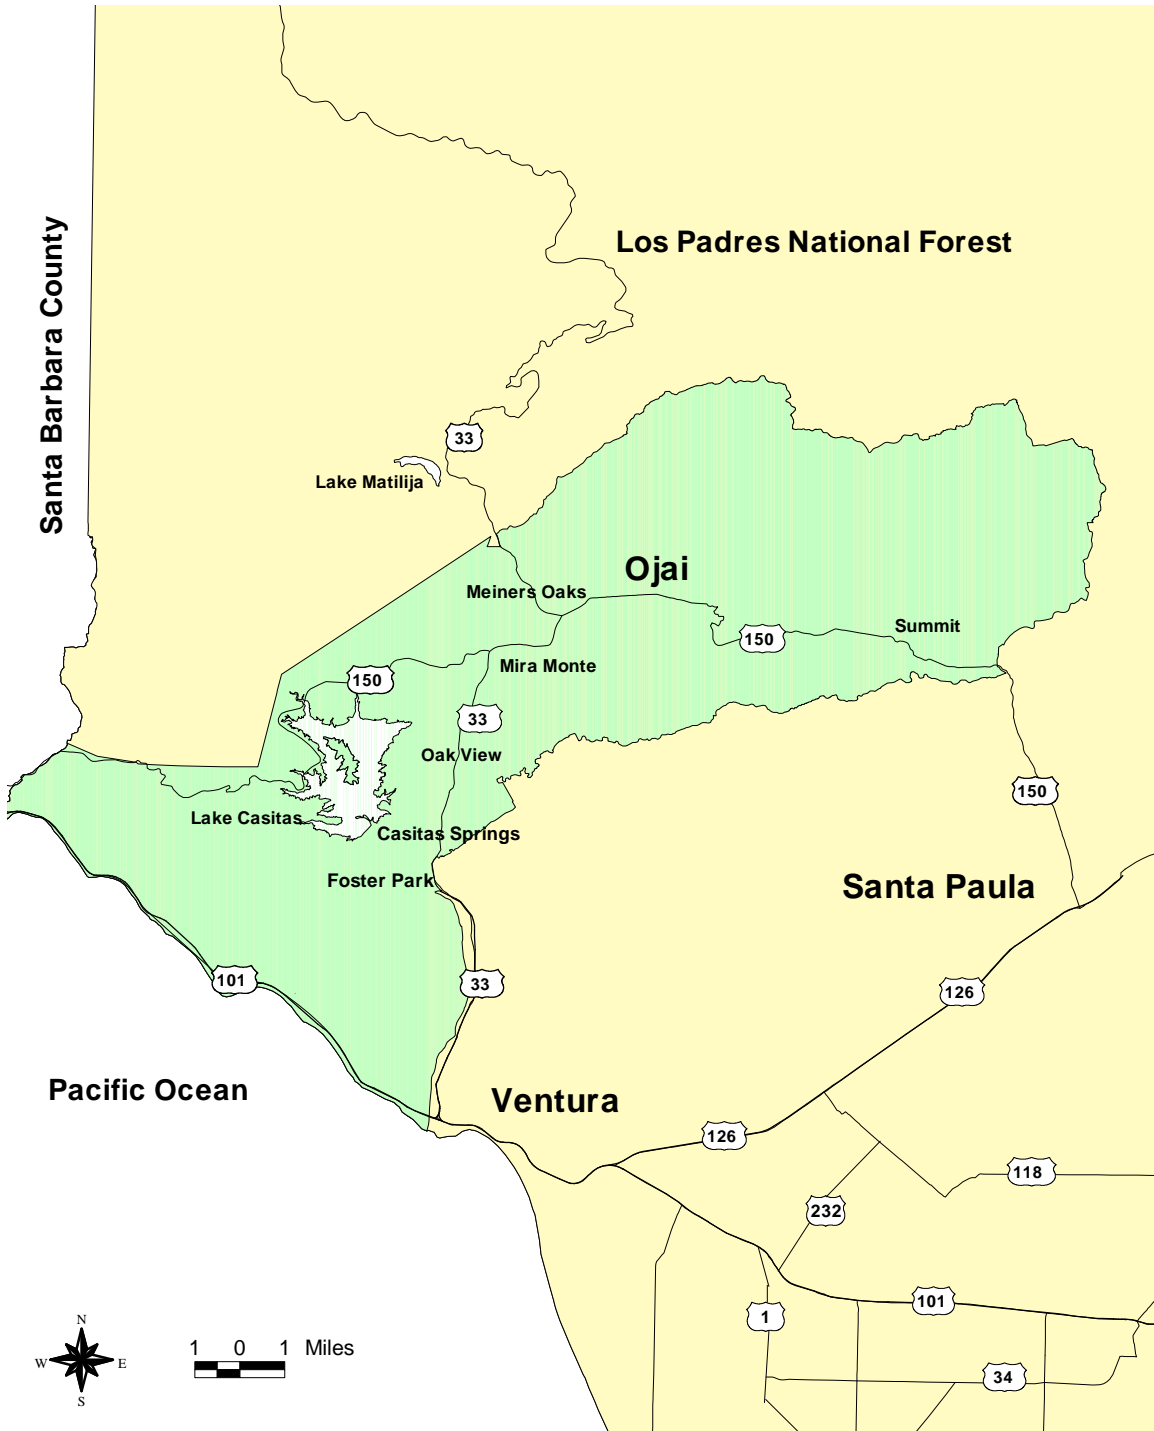 Santa Barbara County
Los Padres National Forest
33
Lake Matilija
Ojai
Meiners Oaks
Summit
150
Mira Monte
150
33
Oak View
150
Lake Casitas
Casitas Springs
Foster Park
Santa Paula
101
33
126
Pacific Ocean
Ventura
126
118
232
101
1
N
W E
S
1 0 1 Miles
34